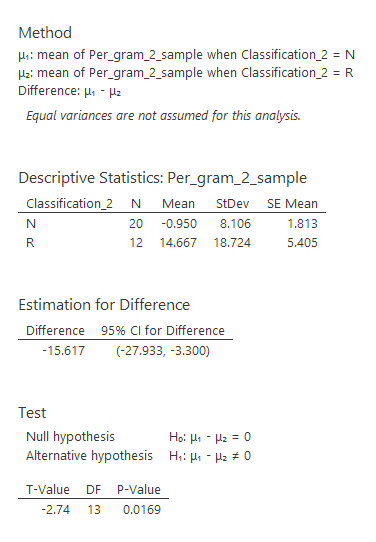 Method
μ₁: mean of Per_gram_2_sample when Classification_2 = N
μ₂: mean of Per_gram_2_sample when Classification_2 = R
Difference: μ₁ - μ₂
Equal variances are not assumed for this analysis.
Descriptive Statistics: Per_gram_2_sample
Classification_2 N Mean StDev SE Mean
N 20 -0.950 8.106 1.813
R 12 14.667 18.724 5.405
Estimation for Difference
Difference 95% CI for Difference
-15.617 (-27.933, -3.300)
Test
Null hypothesis H₀: μ₁ - μ₂ = 0
Alternative hypothesis H₁: μ₁ - μ₂ ≠ 0
T-Value DF P-Value
-2.74 13 0.0169